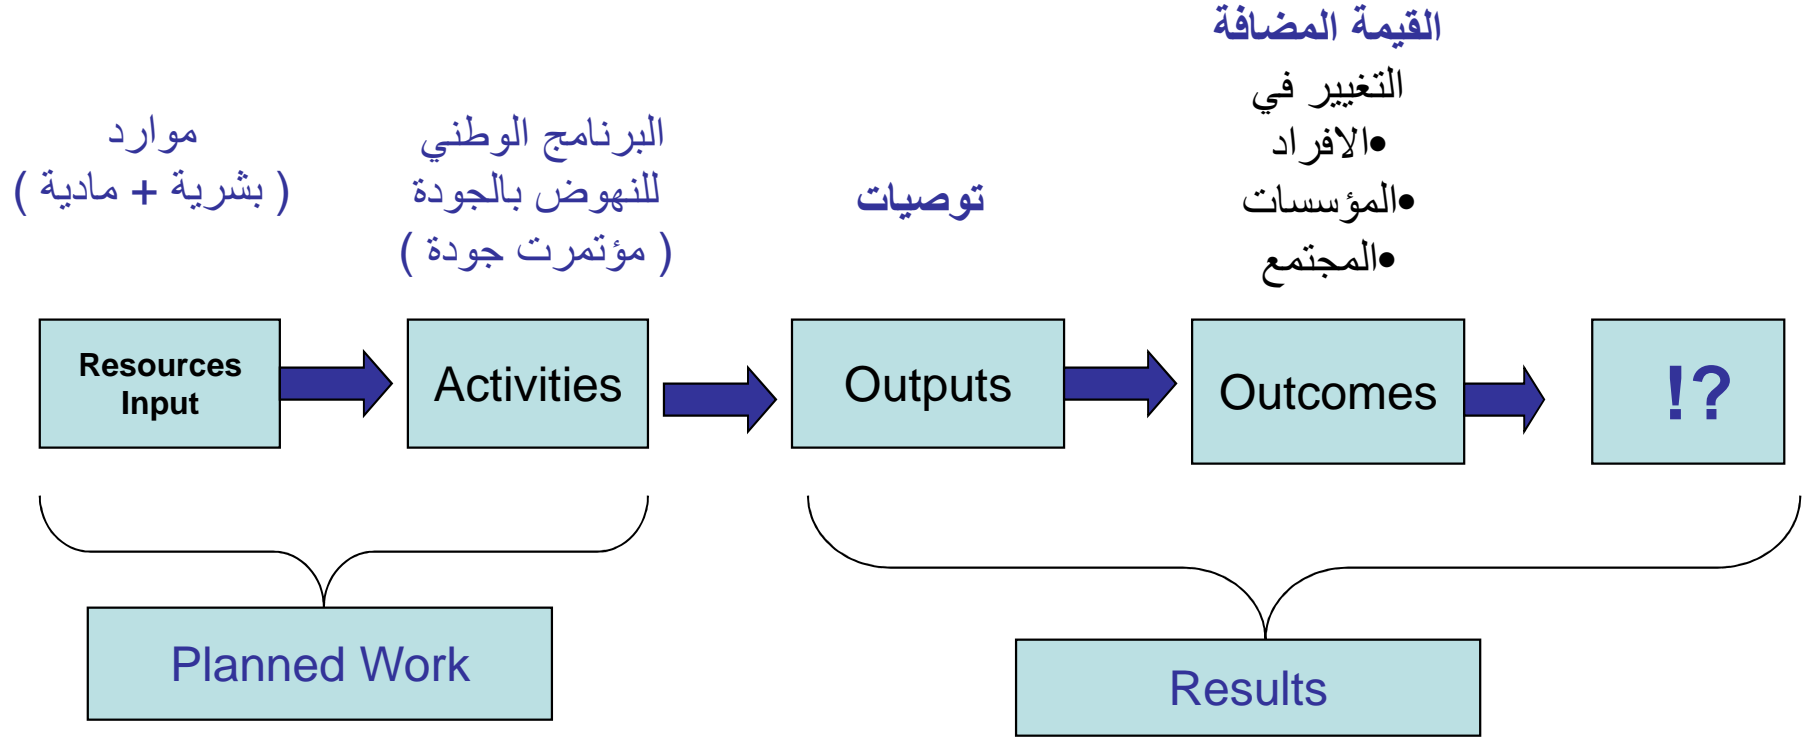 القيمة المضافة
التغيير في
•الافراد
•المؤسسات
•المجتمع
موارد
( بشرية + مادية )
البرنامج الوطني
للنهوض بالجودة
( مؤتمرت جودة )
توصيات
Resources
Input
Activities
Outputs
Outcomes
!?
Planned Work
Results